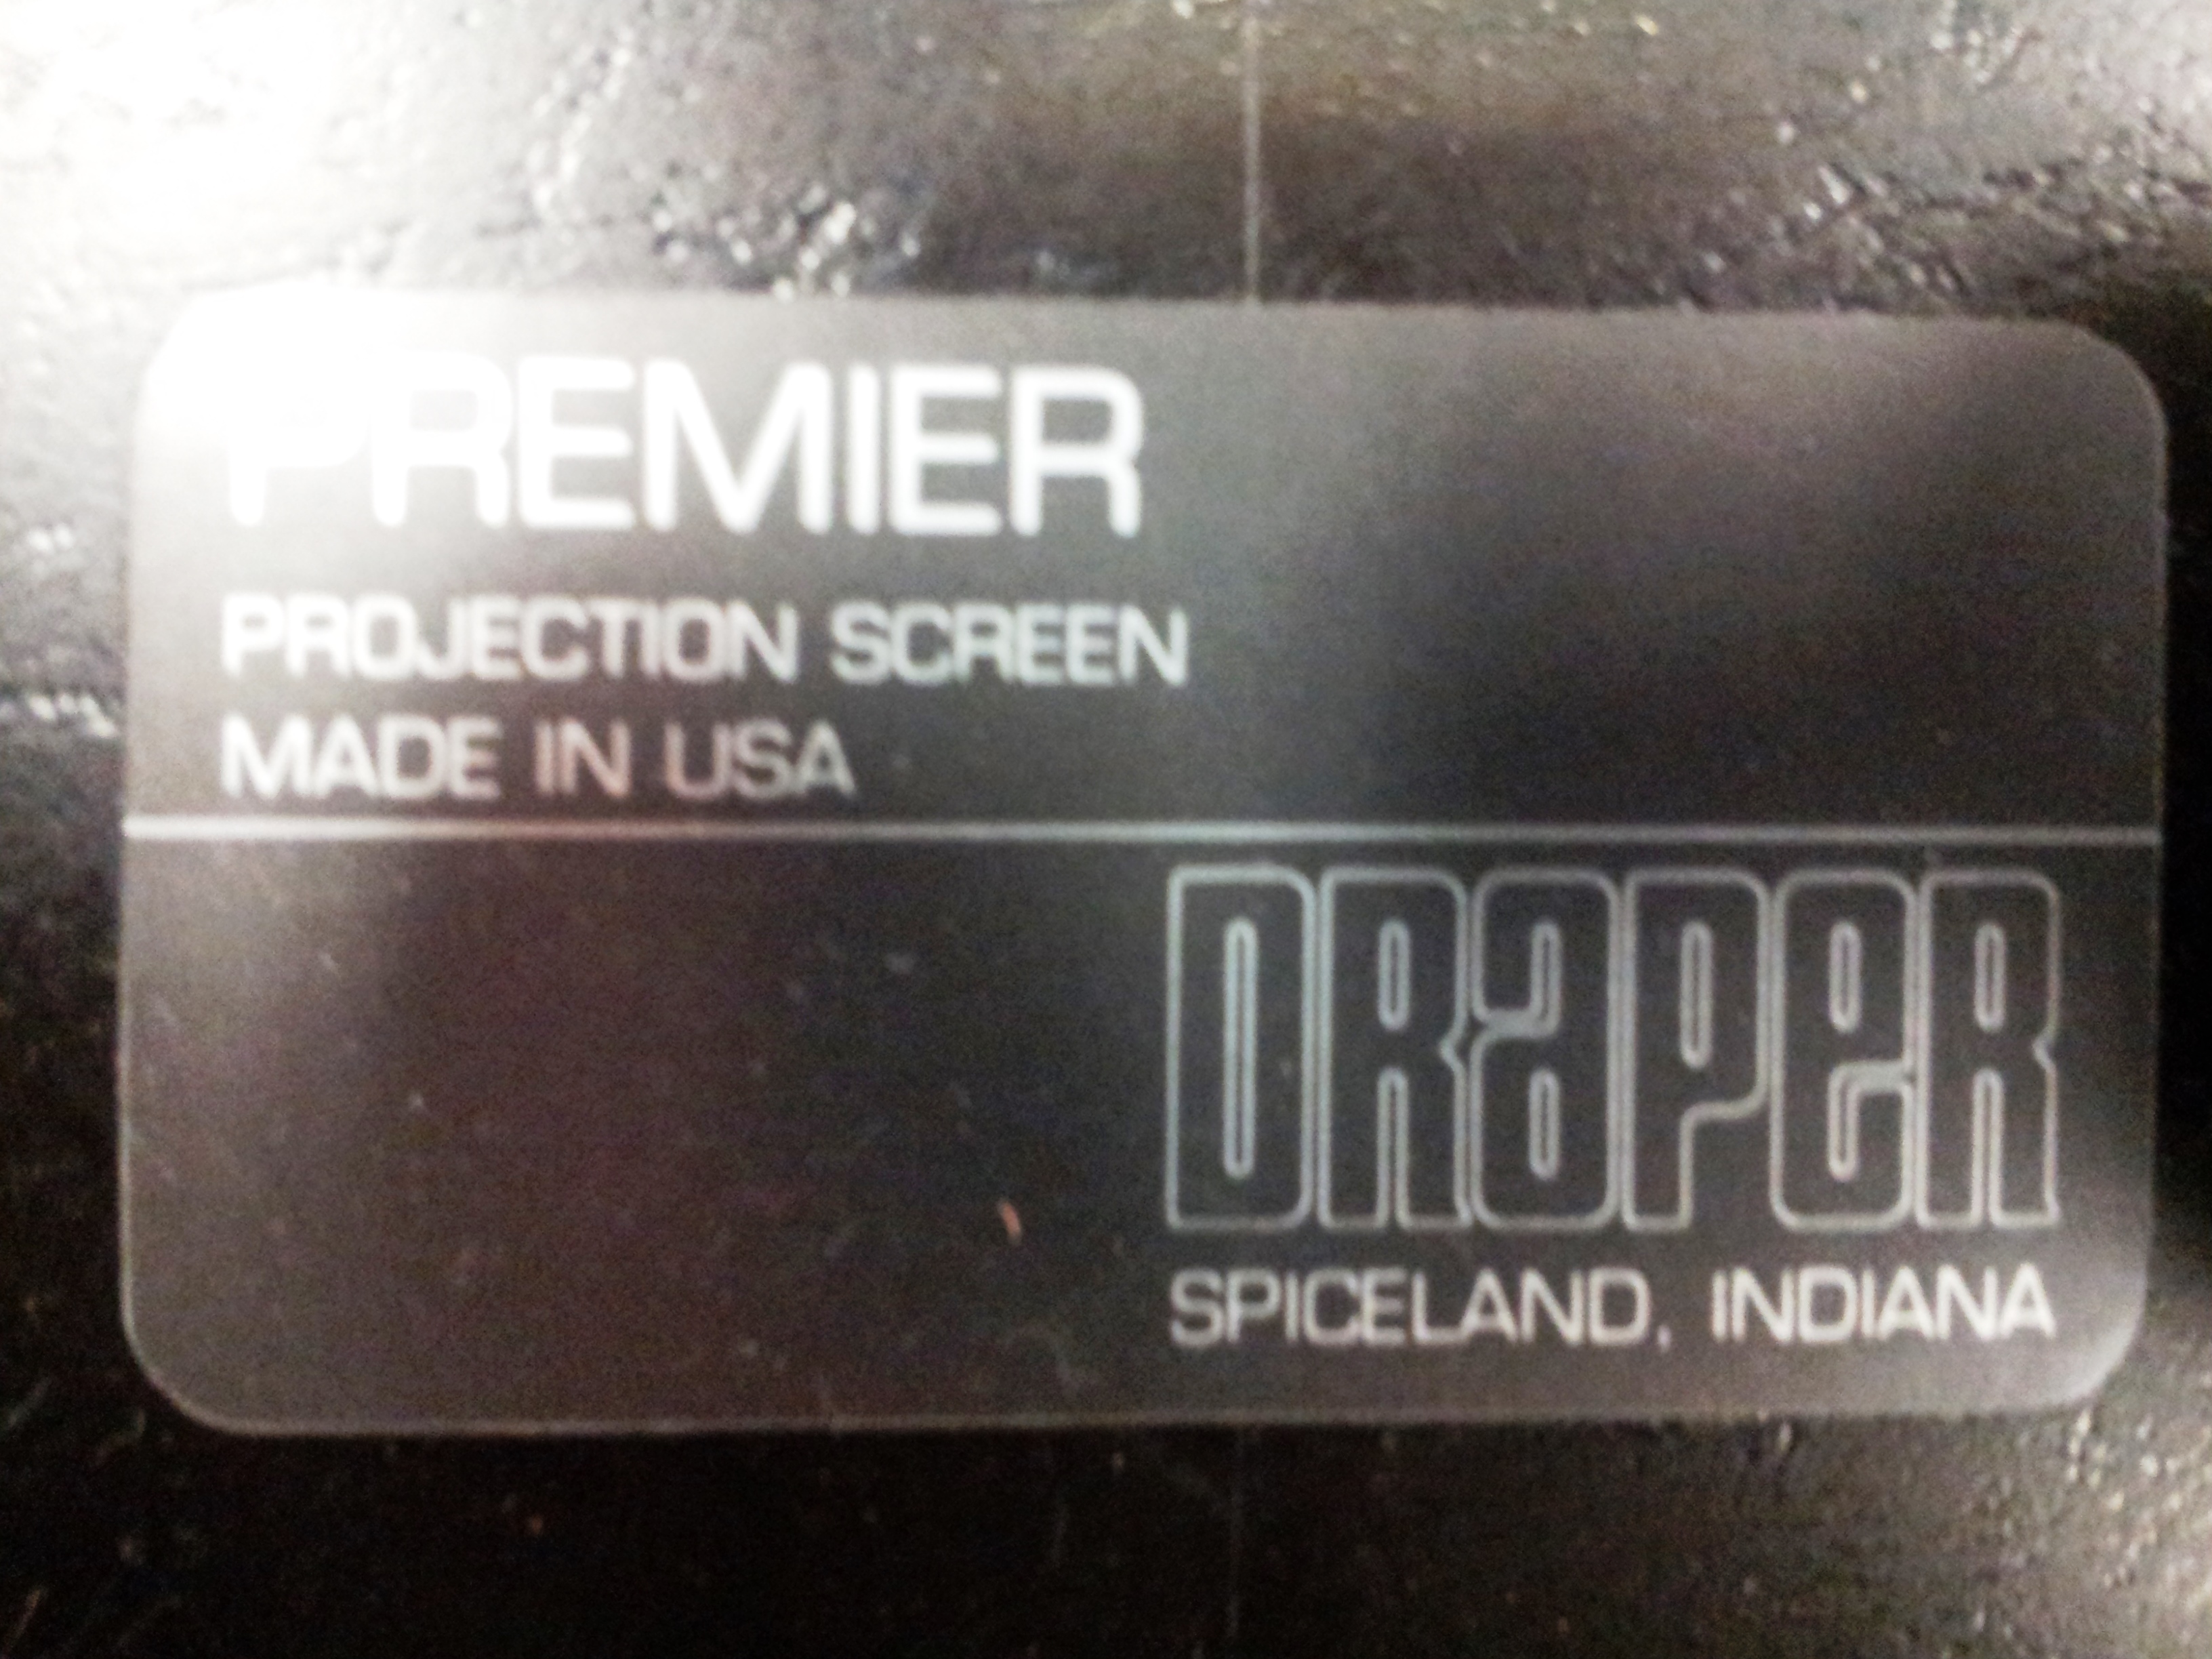 PREMIER
PROJECTION SCREEN
MADE IN USA
DRaPeR
SPICELAND, INDIANA